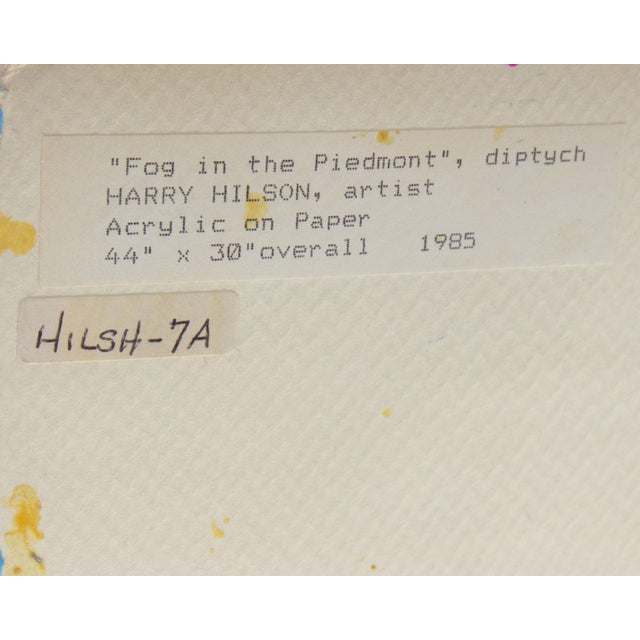 "Fog in the Piedmont", diptych
HARRY HILSON, artist
Acrylic on Paper
44" x 30"overall 1985
HILSH-7A